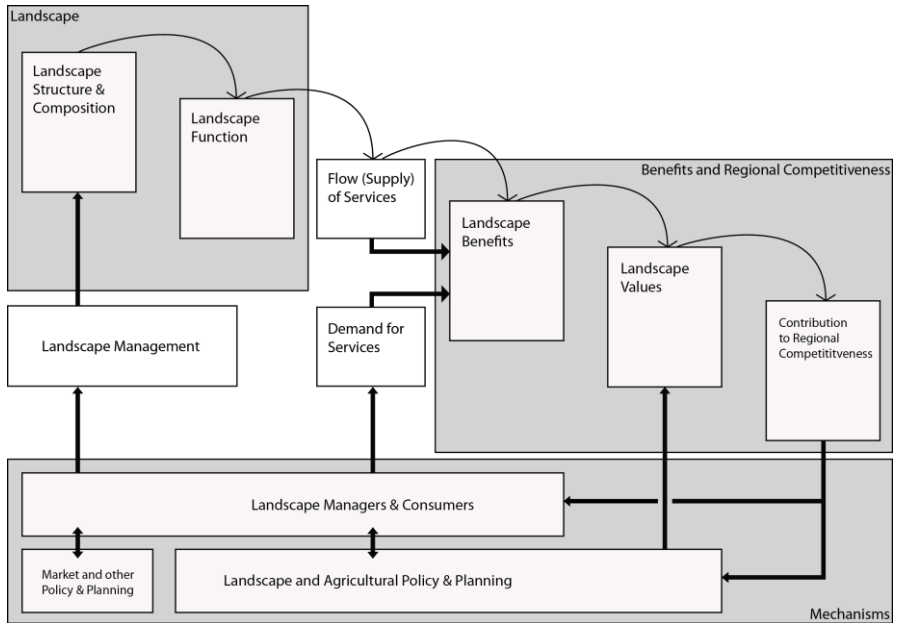 Landscape
Landscape
Structure &
Composition
Landscape
Function
Flow (Supply)
of Services
Benefits and Regional Competitiveness
Landscape
Benefits
Landscape
Values
Contribution
to Regional
Competititveness
Landscape Management
Demand for
Services
Landscape Managers & Consumers
Market and other
Policy & Planning
Landscape and Agricultural Policy & Planning
Mechanisms